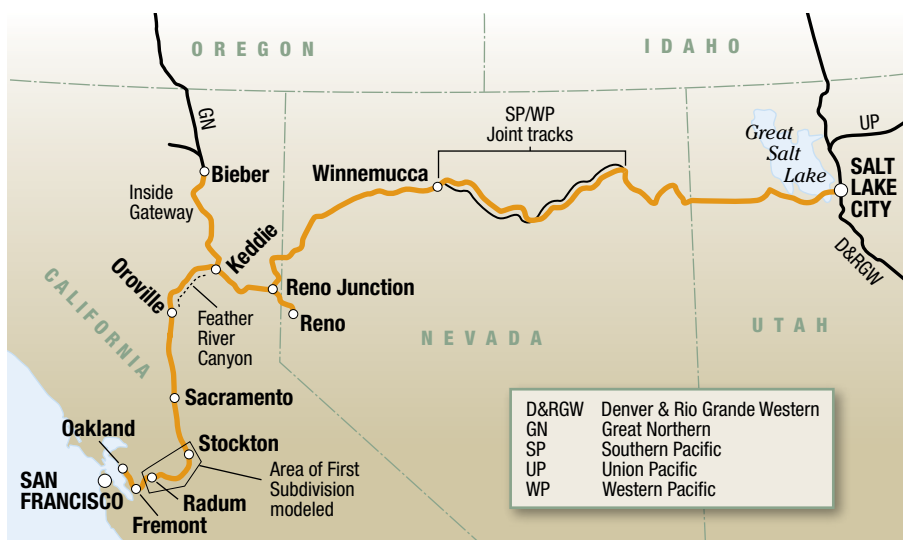 OREGON
IDAHO
GN
SP/WP
Joint tracks
UP
Great
Salt
Lake
SALT
LAKE
CITY
Bieber
Winnemucca
Inside
Gateway
Keddie
D&RGW
Oroville
Reno Junction
CALIFORNIA
Feather
River
Canyon
Reno
NEVADA
UTAH
Sacramento
D&RGW Denver & Rio Grande Western
GN Great Northern
SP Southern Pacific
UP Union Pacific
WP Western Pacific
Oakland
Stockton
Area of First
Subdivision
modeled
SAN
FRANCISCO
Radum
Fremont